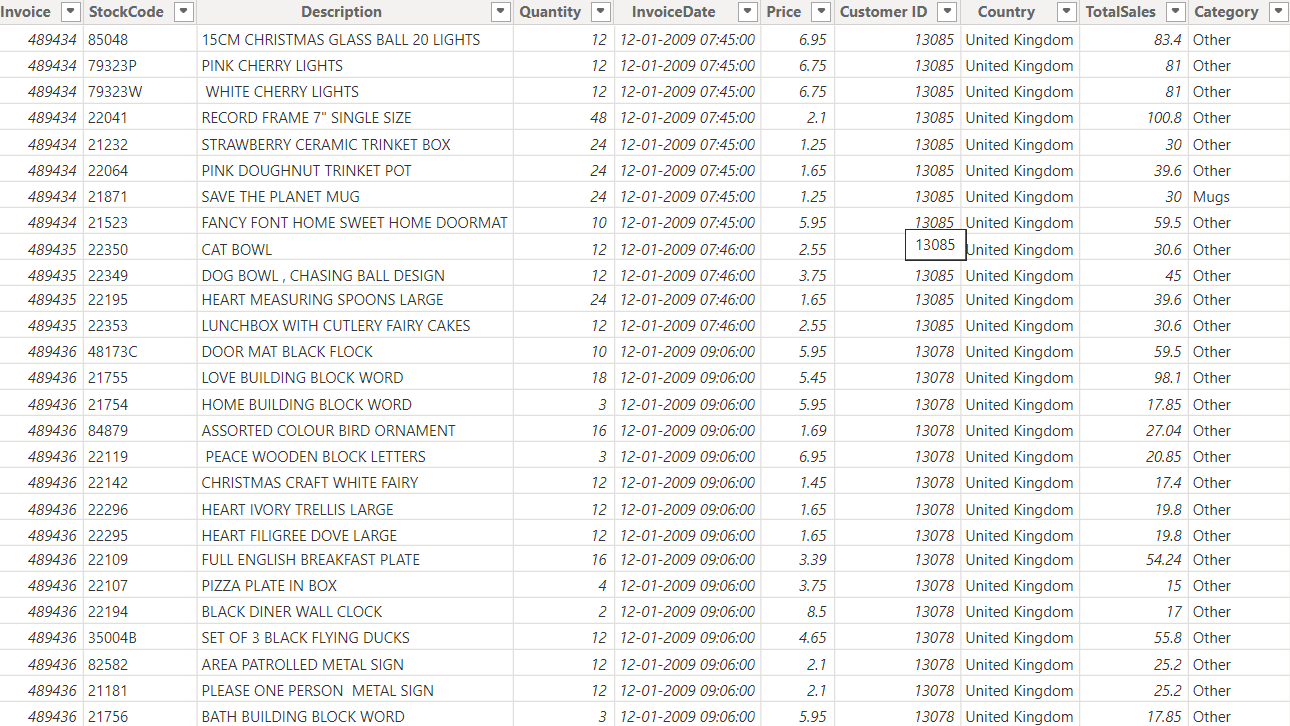 Invoice StockCode Description Quantity InvoiceDate Price Customer ID Country TotalSales Category
489434 85048 15CM CHRISTMAS GLASS BALL 20 LIGHTS 12 12-01-2009 07:45:00 6.95 13085 United Kingdom 83.4 Other
489434 79323P PINK CHERRY LIGHTS 12 12-01-2009 07:45:00 6.75 13085 United Kingdom 81 Other
489434 79323W WHITE CHERRY LIGHTS 12 12-01-2009 07:45:00 6.75 13085 United Kingdom 81 Other
489434 22041 RECORD FRAME 7" SINGLE SIZE 48 12-01-2009 07:45:00 2.1 13085 United Kingdom 100.8 Other
489434 21232 STRAWBERRY CERAMIC TRINKET BOX 24 12-01-2009 07:45:00 1.25 13085 United Kingdom 30 Other
489434 22064 PINK DOUGHNUT TRINKET POT 24 12-01-2009 07:45:00 1.65 13085 United Kingdom 39.6 Other
489434 21871 SAVE THE PLANET MUG 24 12-01-2009 07:45:00 1.25 13085 United Kingdom 30 Mugs
489434 21523 FANCY FONT HOME SWEET HOME DOORMAT 10 12-01-2009 07:45:00 5.95 13085 United Kingdom 59.5 Other
489435 22350 CAT BOWL 12 12-01-2009 07:46:00 2.55 13085 United Kingdom 30.6 Other
489435 22349 DOG BOWL , CHASING BALL DESIGN 12 12-01-2009 07:46:00 3.75 13085 United Kingdom 45 Other
489435 22195 HEART MEASURING SPOONS LARGE 24 12-01-2009 07:46:00 1.65 13085 United Kingdom 39.6 Other
489435 22353 LUNCHBOX WITH CUTLERY FAIRY CAKES 12 12-01-2009 07:46:00 2.55 13085 United Kingdom 30.6 Other
489436 48173C DOOR MAT BLACK FLOCK 10 12-01-2009 09:06:00 5.95 13078 United Kingdom 59.5 Other
489436 21755 LOVE BUILDING BLOCK WORD 18 12-01-2009 09:06:00 5.45 13078 United Kingdom 98.1 Other
489436 21754 HOME BUILDING BLOCK WORD 3 12-01-2009 09:06:00 5.95 13078 United Kingdom 17.85 Other
489436 84879 ASSORTED COLOUR BIRD ORNAMENT 16 12-01-2009 09:06:00 1.69 13078 United Kingdom 27.04 Other
489436 22119 PEACE WOODEN BLOCK LETTERS 3 12-01-2009 09:06:00 6.95 13078 United Kingdom 20.85 Other
489436 22142 CHRISTMAS CRAFT WHITE FAIRY 12 12-01-2009 09:06:00 1.45 13078 United Kingdom 17.4 Other
489436 22296 HEART IVORY TRELLIS LARGE 12 12-01-2009 09:06:00 1.65 13078 United Kingdom 19.8 Other
489436 22295 HEART FILIGREE DOVE LARGE 12 12-01-2009 09:06:00 1.65 13078 United Kingdom 19.8 Other
489436 22109 FULL ENGLISH BREAKFAST PLATE 16 12-01-2009 09:06:00 3.39 13078 United Kingdom 54.24 Other
489436 22107 PIZZA PLATE IN BOX 4 12-01-2009 09:06:00 3.75 13078 United Kingdom 15 Other
489436 22194 BLACK DINER WALL CLOCK 2 12-01-2009 09:06:00 8.5 13078 United Kingdom 17 Other
489436 35004B SET OF 3 BLACK FLYING DUCKS 12 12-01-2009 09:06:00 4.65 13078 United Kingdom 55.8 Other
489436 82582 AREA PATROLLED METAL SIGN 12 12-01-2009 09:06:00 2.1 13078 United Kingdom 25.2 Other
489436 21181 PLEASE ONE PERSON  METAL SIGN 12 12-01-2009 09:06:00 2.1 13078 United Kingdom 25.2 Other
489436 21756 BATH BUILDING BLOCK WORD 3 12-01-2009 09:06:00 5.95 13078 United Kingdom 17.85 Other